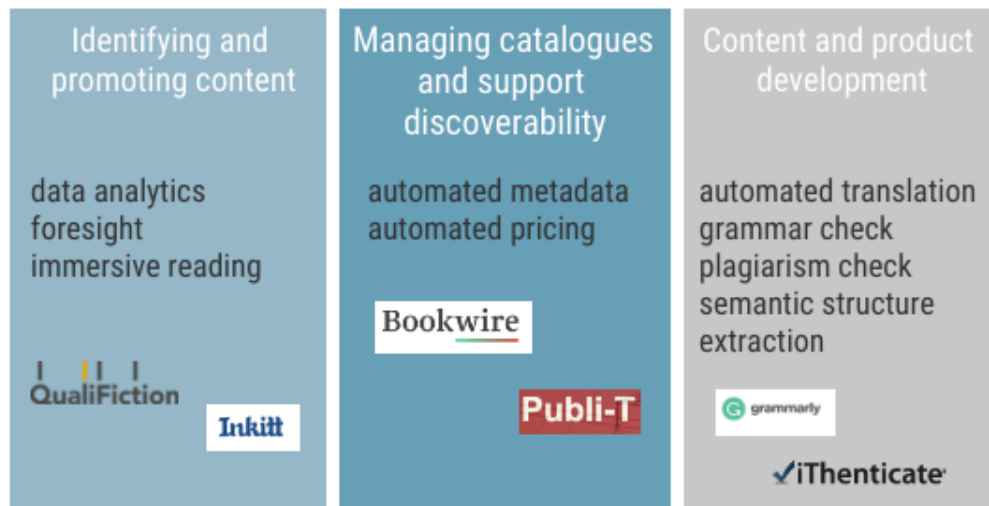 Identifying and
promoting content
data analytics
foresight
immersive reading
QualiFiction
Inkitt
Managing catalogues
and support
discoverability
automated metadata
automated pricing
Bookwire
Publi-T
Content and product
development
automated translation
grammar check
plagiarism check
semantic structure
extraction
G grammarly
iThenticate